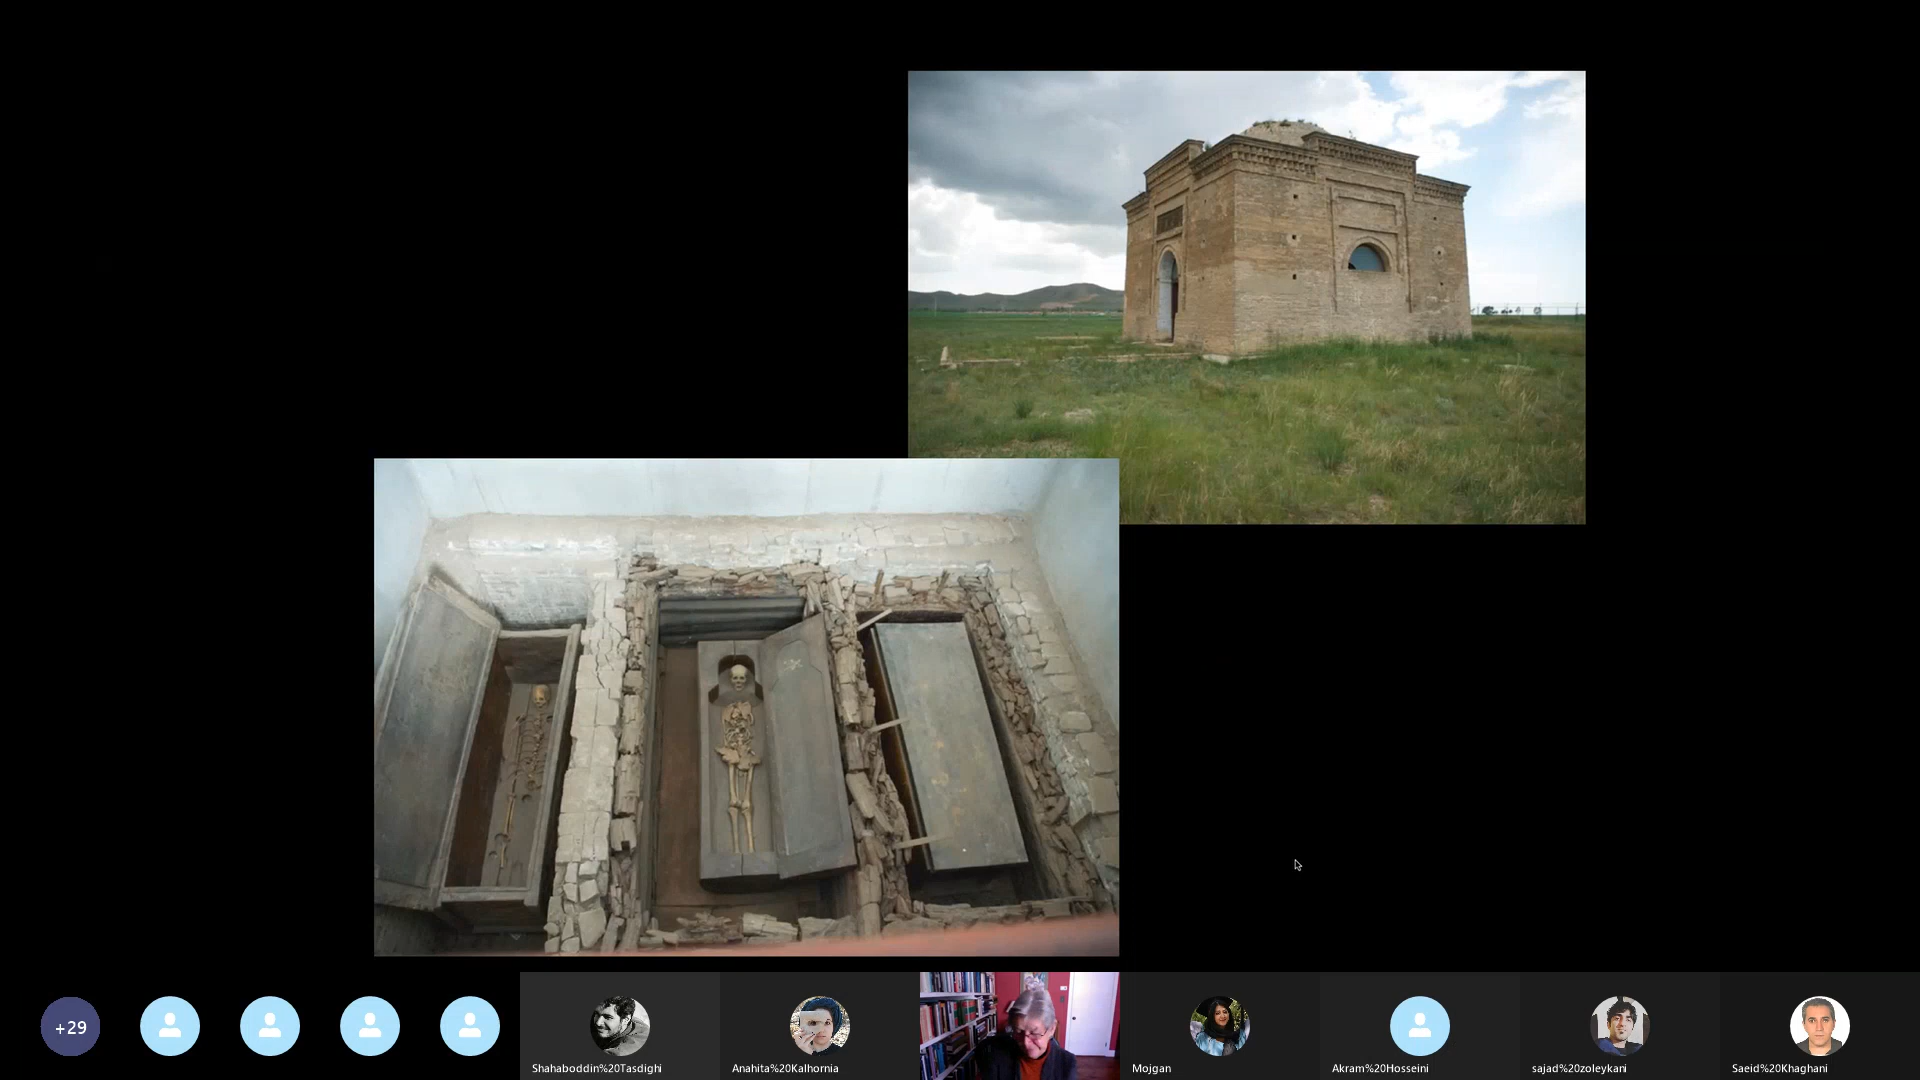 +29
Shahaboddin%20Tasdighi
Anahita%20Kalhornia
Mojgan
Akram%20Hosseini
sajad%20zoleykani
Saeid%20Khaghani